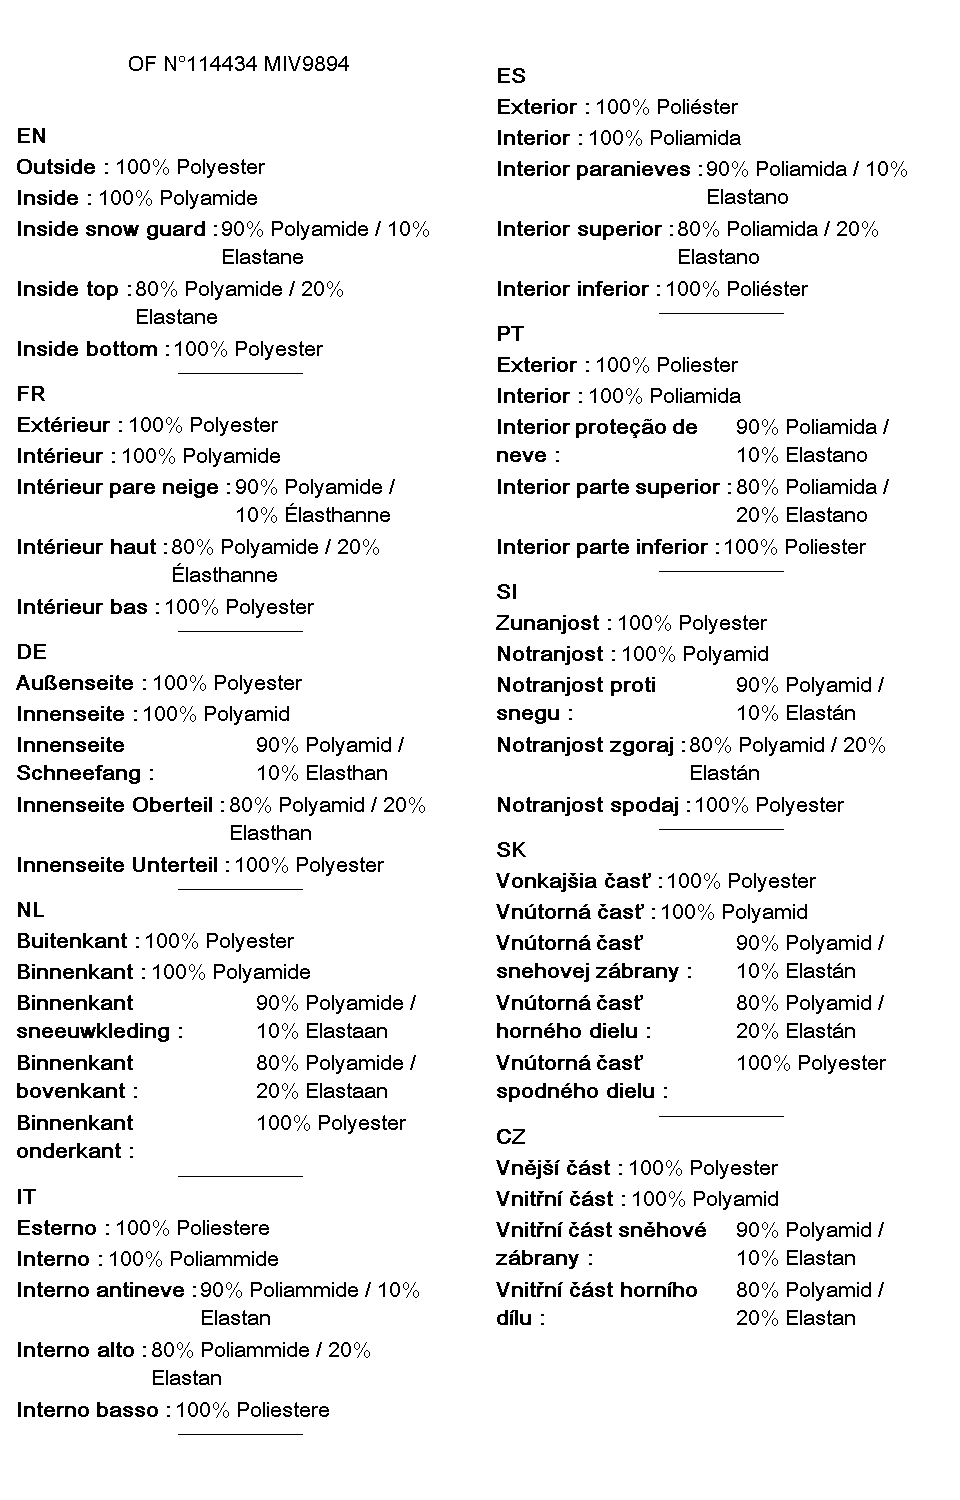 OF N°114434 MIV9894
EN
Outside : 100% Polyester
Inside : 100% Polyamide
Inside snow guard : 90% Polyamide / 10%
Elastane
Inside top : 80% Polyamide / 20%
Elastane
Inside bottom : 100% Polyester
FR
Extérieur : 100% Polyester
Intérieur : 100% Polyamide
Intérieur pare neige : 90% Polyamide /
10% Élasthanne
Intérieur haut : 80% Polyamide / 20%
Élasthanne
Intérieur bas : 100% Polyester
DE
Außenseite : 100% Polyester
Innenseite : 100% Polyamid
Innenseite 90% Polyamid /
Schneefang : 10% Elasthan
Innenseite Oberteil : 80% Polyamid / 20%
Elasthan
Innenseite Unterteil : 100% Polyester
NL
Buitenkant : 100% Polyester
Binnenkant : 100% Polyamide
Binnenkant 90% Polyamide /
sneeuwkleding : 10% Elastaan
Binnenkant 80% Polyamide /
bovenkant : 20% Elastaan
Binnenkant 100% Polyester
onderkant :
IT
Esterno : 100% Poliestere
Interno : 100% Poliammide
Interno antineve : 90% Poliammide / 10%
Elastan
Interno alto : 80% Poliammide / 20%
Elastan
Interno basso : 100% Poliestere
ES
Exterior : 100% Poliéster
Interior : 100% Poliamida
Interior paranieves : 90% Poliamida / 10%
Elastano
Interior superior : 80% Poliamida / 20%
Elastano
Interior inferior : 100% Poliéster
PT
Exterior : 100% Poliester
Interior : 100% Poliamida
Interior proteção de 90% Poliamida /
neve : 10% Elastano
Interior parte superior : 80% Poliamida /
20% Elastano
Interior parte inferior : 100% Poliester
SI
Zunanjost : 100% Polyester
Notranjost : 100% Polyamid
Notranjost proti 90% Polyamid /
snegu : 10% Elastán
Notranjost zgoraj : 80% Polyamid / 20%
Elastán
Notranjost spodaj : 100% Polyester
SK
Vonkajšia časť : 100% Polyester
Vnútorná časť : 100% Polyamid
Vnútorná časť 90% Polyamid /
snehovej zábrany : 10% Elastán
Vnútorná časť 80% Polyamid /
horného dielu : 20% Elastán
Vnútorná časť 100% Polyester
spodného dielu :
CZ
Vnější část : 100% Polyester
Vnitřní část : 100% Polyamid
Vnitřní část sněhové 90% Polyamid /
zábrany : 10% Elastan
Vnitřní část horního 80% Polyamid /
dílu : 20% Elastan